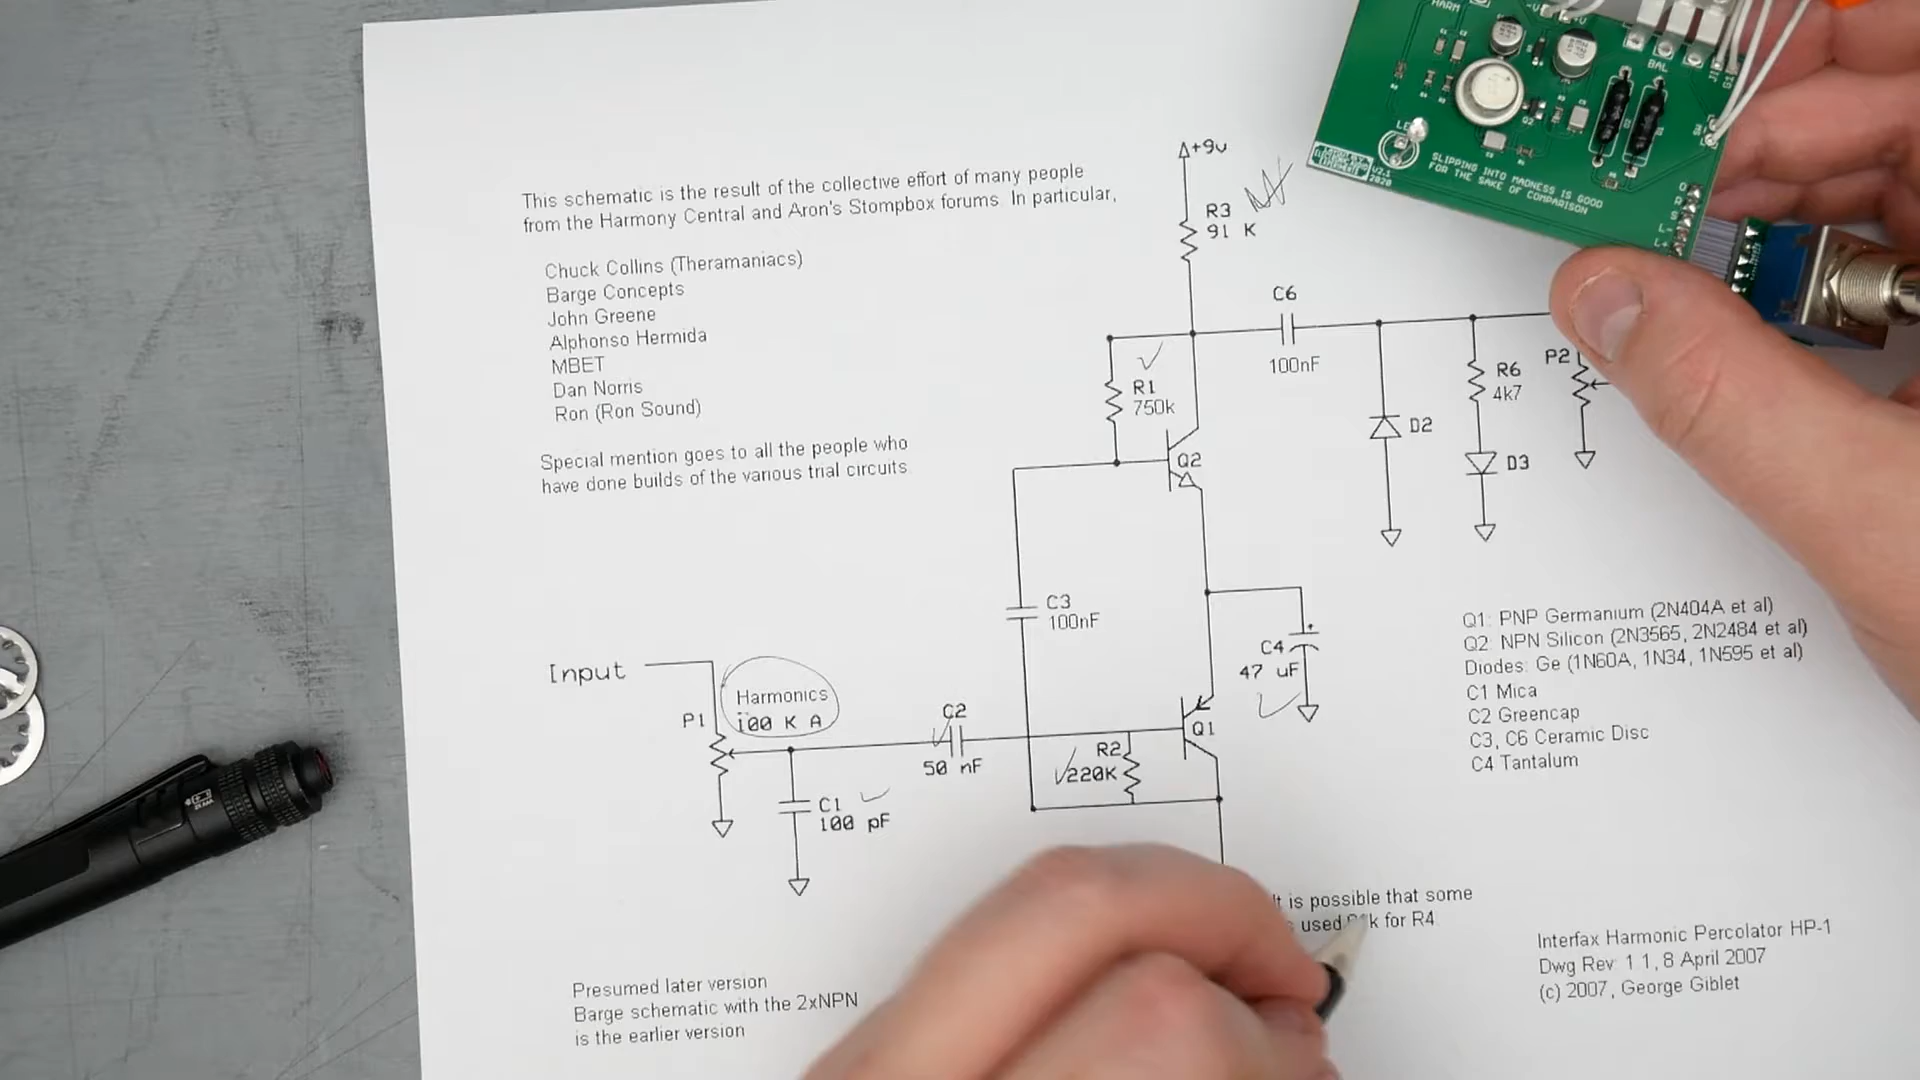 This schematic is the result of the collective effort of many people
from the Harmony Central and Aron's Stompbox forums. In particular,
Chuck Collins (Theramaniacs)
Barge Concepts
John Greene
Alphonso Hermida
MBET
Dan Norris
Ron (Ron Sound)
Special mention goes to all the people who
have done builds of the various trial circuits
+9v
R3
91 K
C6
100nF
R1
750k
Q2
D2
R6
4k7
D3
P2
C3
100nF
C4
47 uF
Input
Harmonics
P1
100 K A
C2
50 nF
R2
220K
Q1
C1
100 pF
Q1: PNP Germanium (2N404A et al)
Q2: NPN Silicon (2N3565, 2N2484 et al)
Diodes: Ge (1N60A, 1N34, 1N595 et al)
C1 Mica
C2 Greencap
C3, C6 Ceramic Disc
C4 Tantalum
It is possible that some
used k for R4
Interfax Harmonic Percolator HP-1
Dwg Rev 1 1, 8 April 2007
(c) 2007, George Giblet
Presumed later version
Barge schematic with the 2xNPN
is the earlier version
HARM
BAL
LE
V2.1
2020
SLIPPING INTO MADNESS IS GOOD
FOR THE SAKE OF COMPARISON
O
R
S
L-
L+